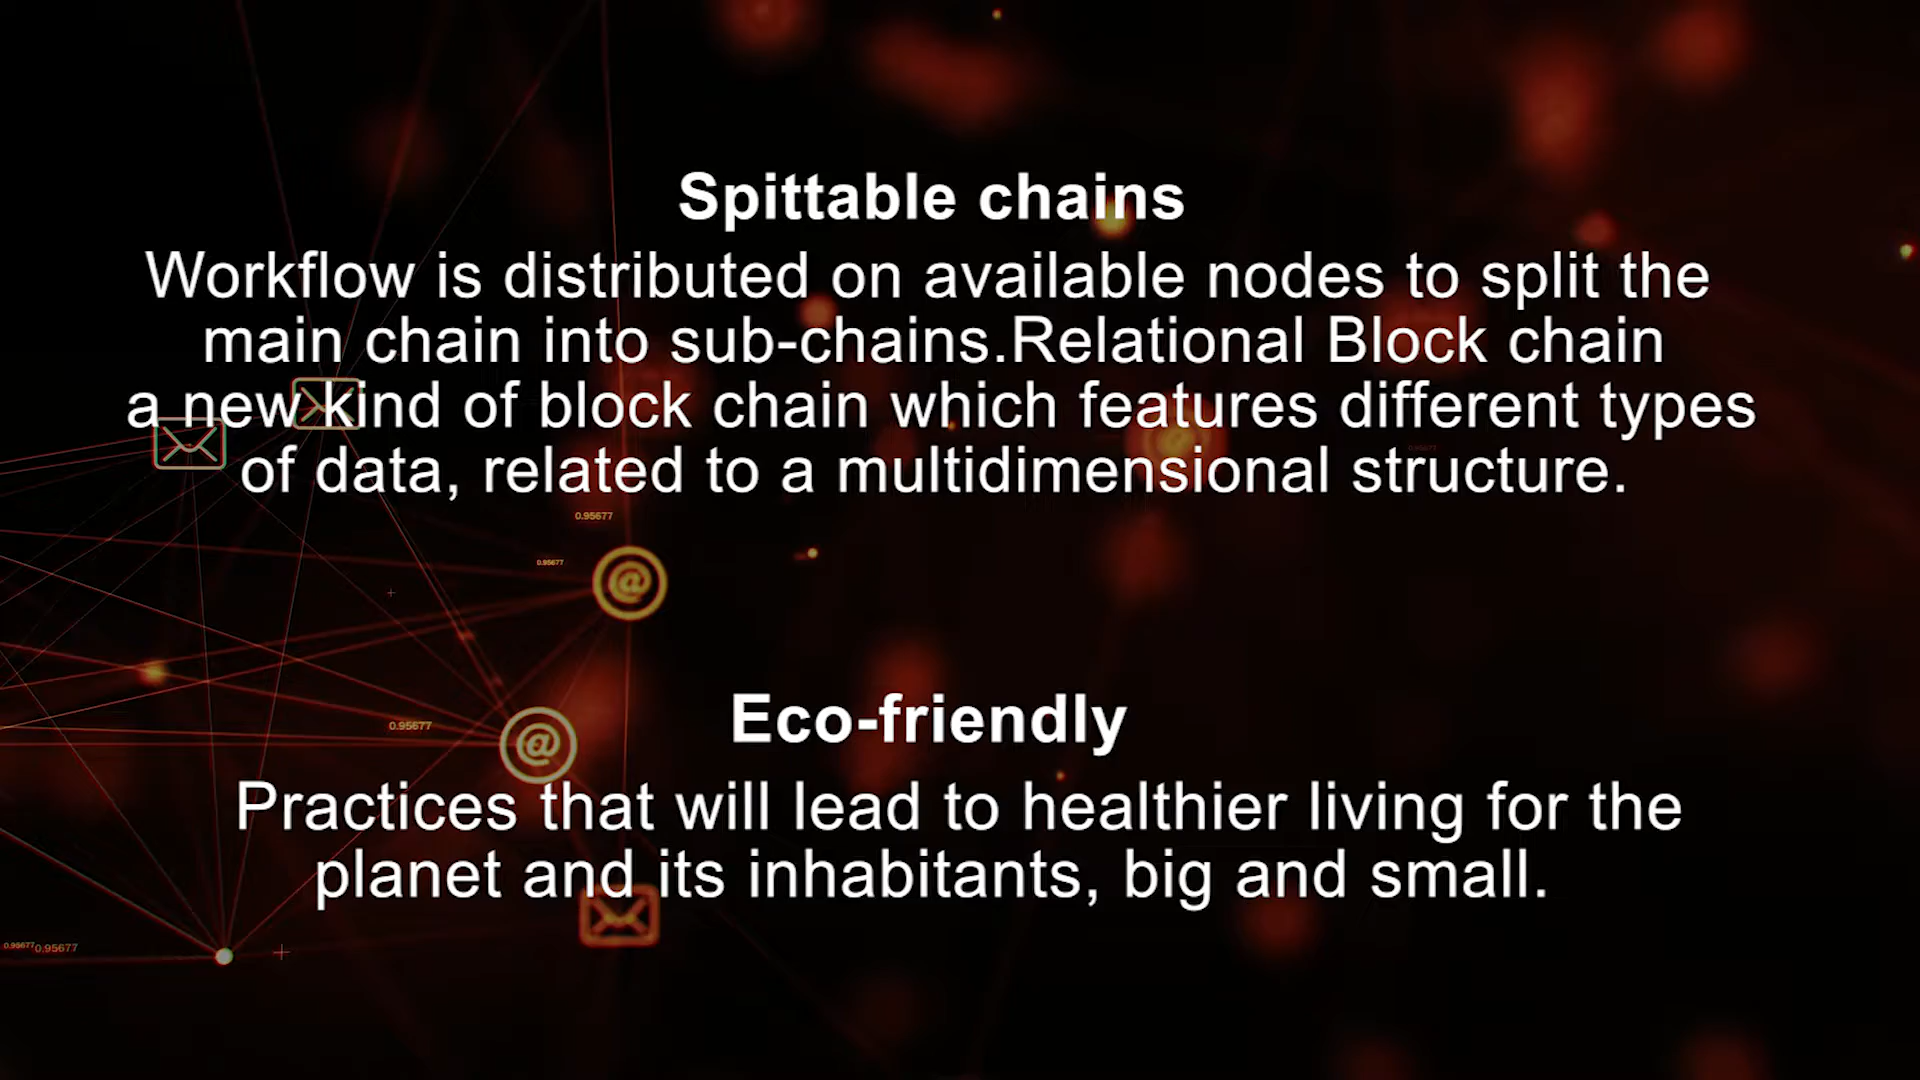 Spittable chains
Workflow is distributed on available nodes to split the
main chain into sub-chains.Relational Block chain
a new kind of block chain which features different types
of data, related to a multidimensional structure.
0.95677
0.95677
@
Eco-friendly
0.95677
@
Practices that will lead to healthier living for the
planet and its inhabitants, big and small.
0.95677
0.95677